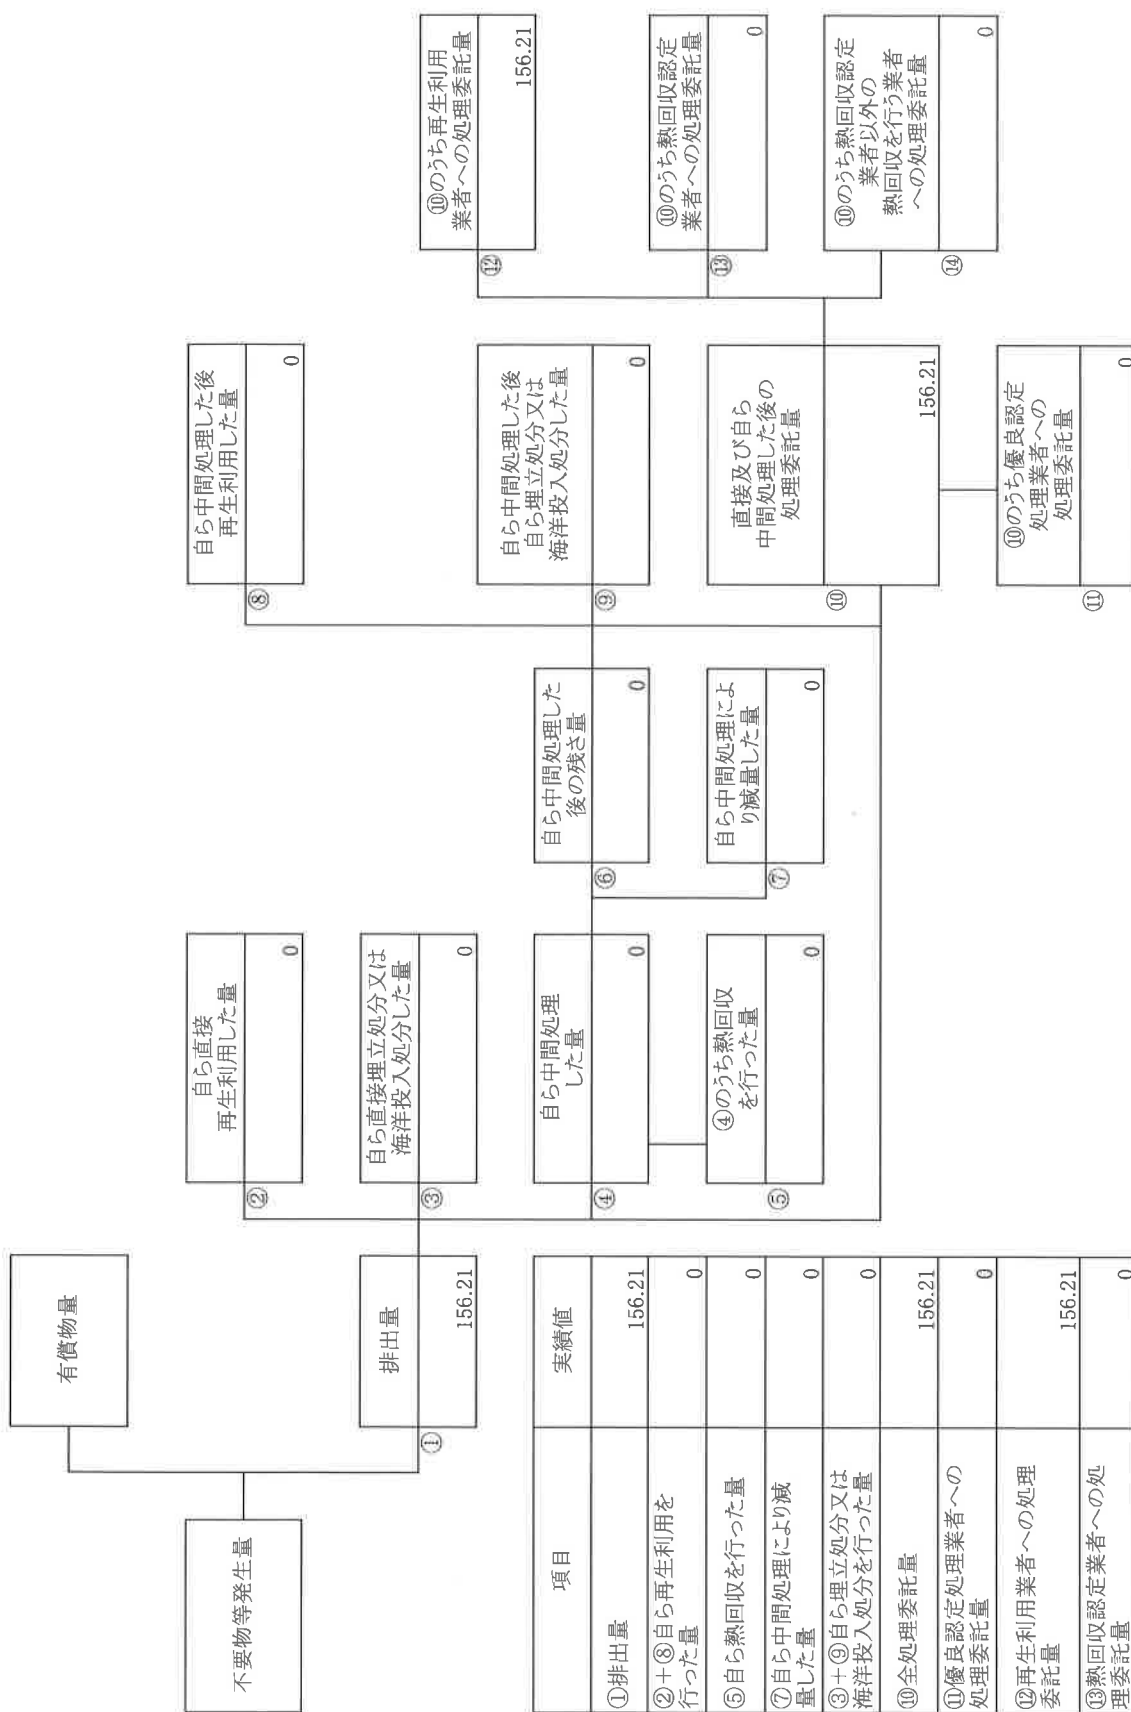 有償物量
不要物等発生量
排出量
①
156.21
自ら直接
再生利用した量
②
0
自ら直接埋立処分又は
海洋投入処分した量
③
0
自ら中間処理
した量
④
0
④のうち熱回収
を行った量
⑤
0
自ら中間処理した
後の残さ量
⑥
0
自ら中間処理によ
り減量した量
⑦
0
自ら中間処理した後
再生利用した量
⑧
0
自ら中間処理した後
自ら埋立処分又は
海洋投入処分した量
⑨
0
直接及び自ら
中間処理した後の
処理委託量
⑩
156.21
⑩のうち優良認定
処理業者への
処理委託量
⑪
0
⑩のうち再生利用
業者への処理委託量
⑫
156.21
⑩のうち熱回収認定
業者への処理委託量
⑬
0
⑩のうち熱回収認定
業者以外の
熱回収を行う業者
への処理委託量
⑭
0
項目 実績値
①排出量 156.21
②+⑧自ら再生利用を
行った量 0
⑤自ら熱回収を行った量 0
⑦自ら中間処理により減
量した量 0
③+⑨自ら埋立処分又は
海洋投入処分を行った量 0
⑩全処理委託量 156.21
⑪優良認定処理業者への
処理委託量 0
⑫再生利用業者への処理
委託量 156.21
⑬熱回収認定業者への処
理委託量 0